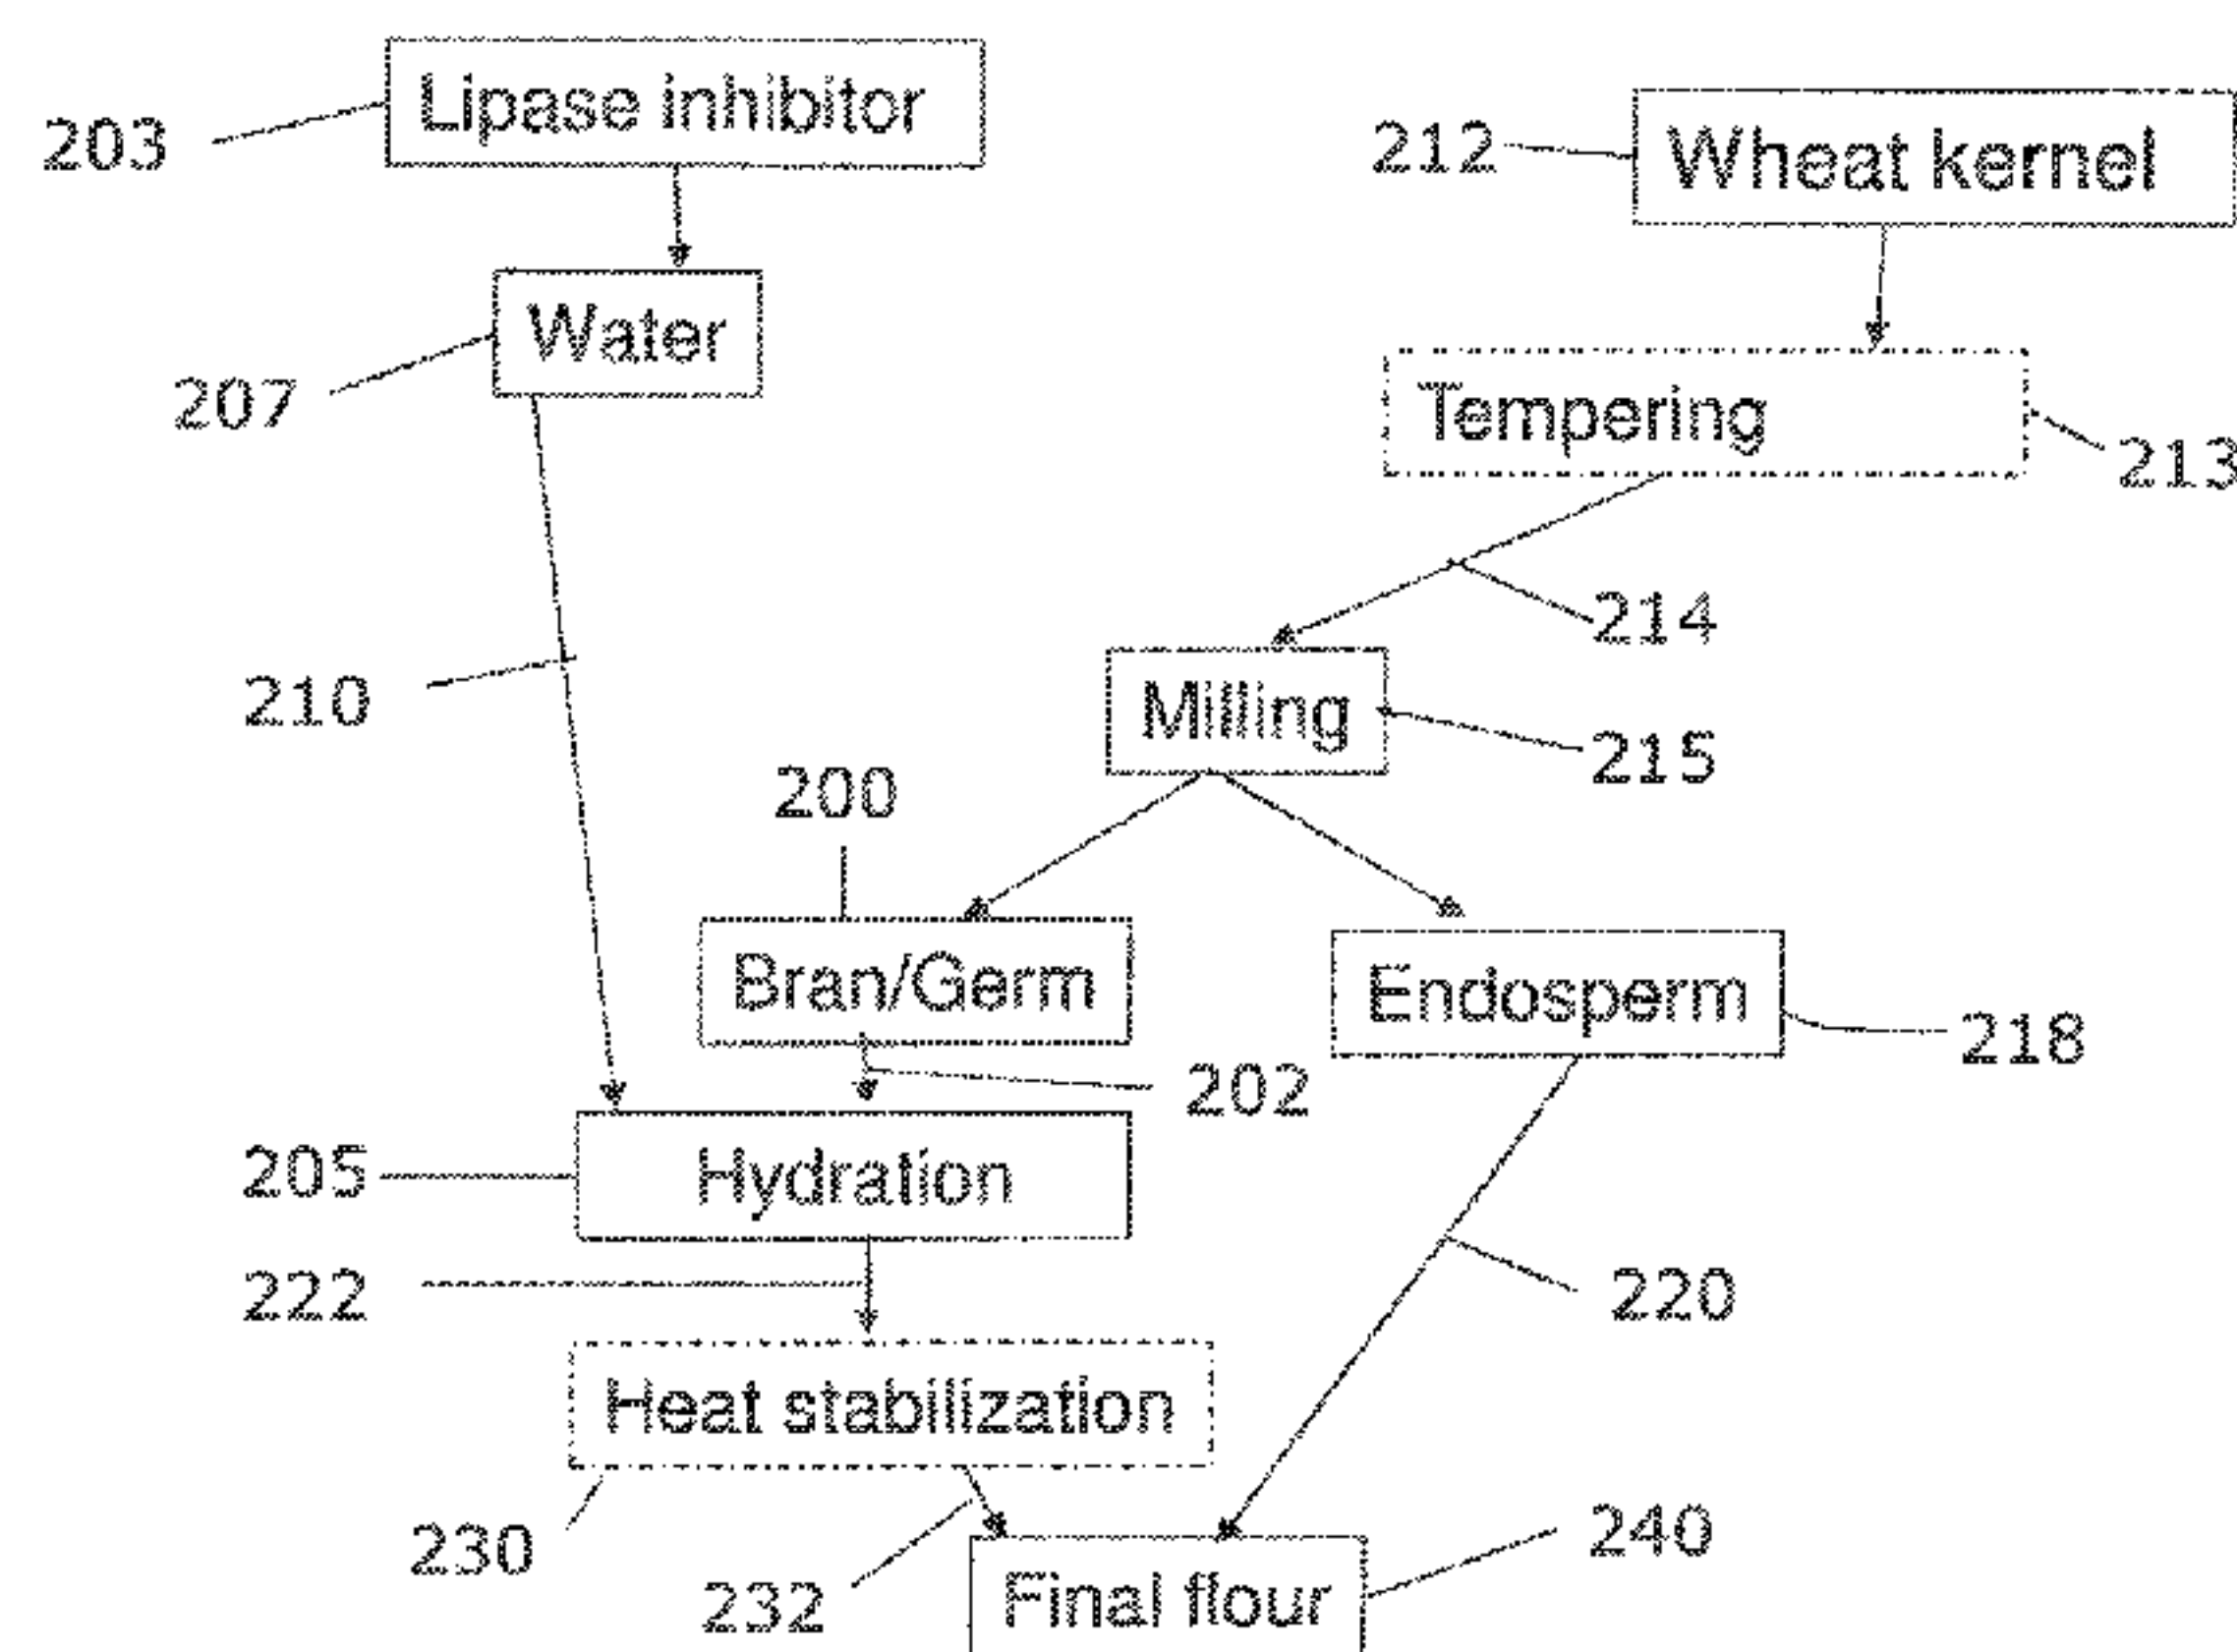 Lipase inhibitor
203
212
Wheat kernel
Water
207
Tempering
213
214
210
Milling
215
200
Bran/Germ
Endosperm
218
202
205
Hydration
222
220
Heat stabilization
230
240
232
Final flour